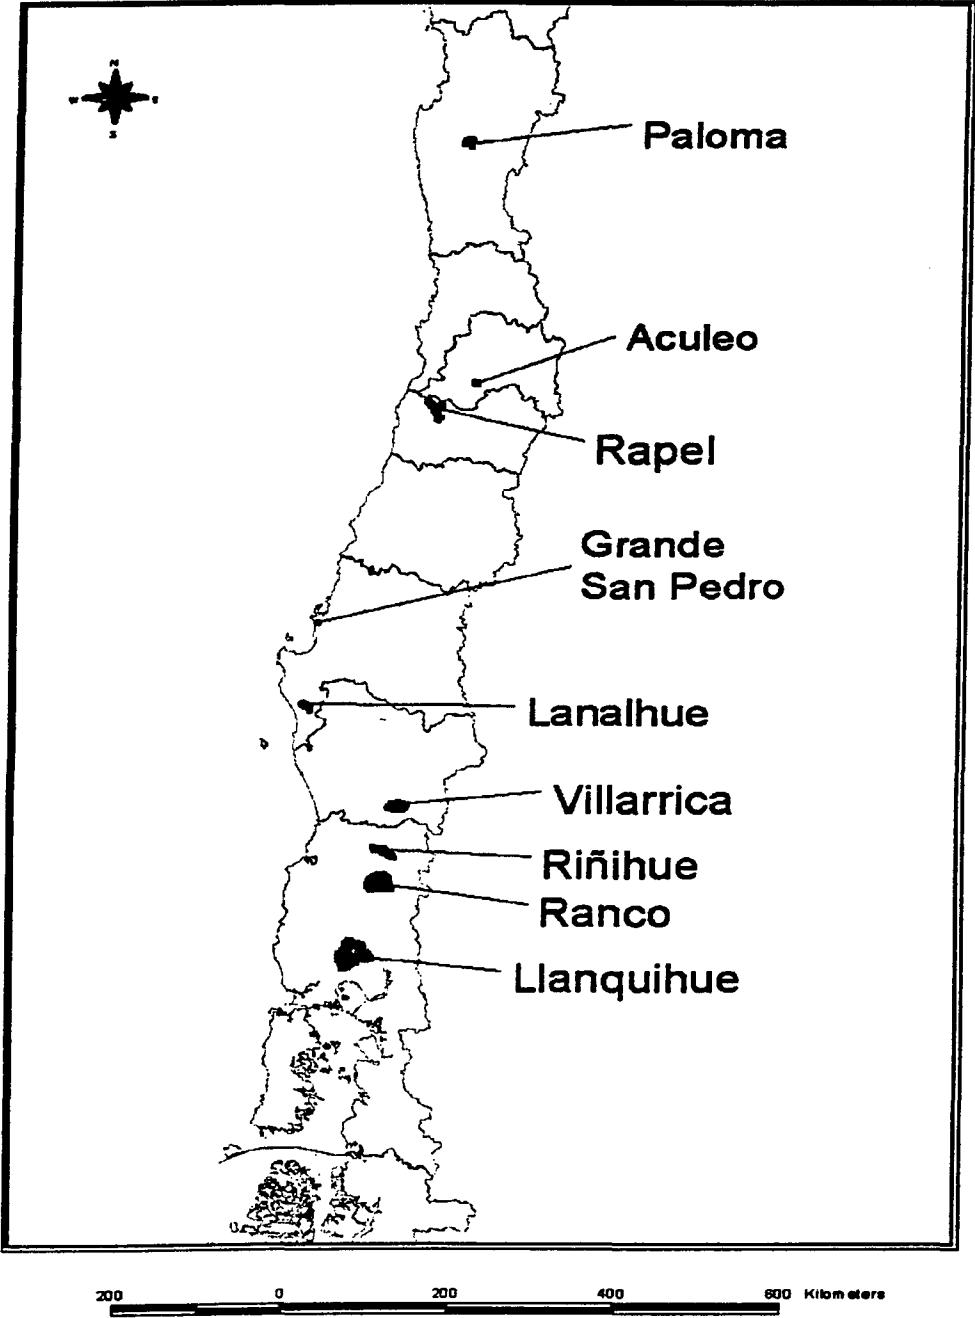 N
W E
S
Paloma
Aculeo
Rapel
Grande
San Pedro
Lanalhue
Villarrica
Riñihue
Ranco
Llanquihue
200 0 200 400 600 Kilometers